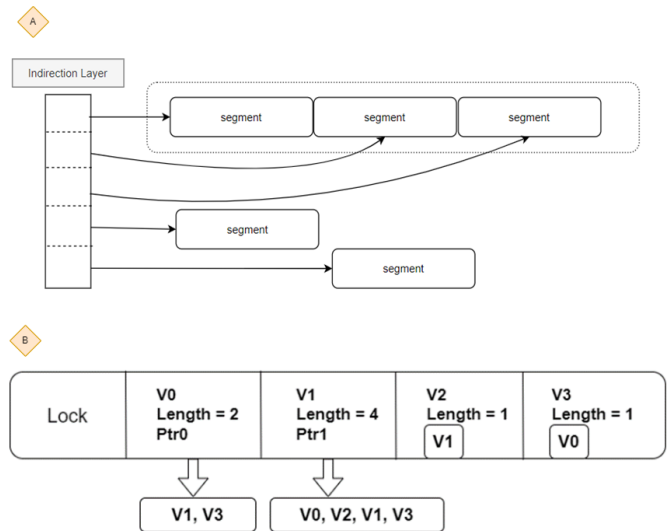 A
Indirection Layer
segment
segment
segment
segment
segment
B
Lock
V0
Length = 2
Ptr0
V1
Length = 4
Ptr1
V2
Length = 1
V1
V3
Length = 1
V0
V1, V3
V0, V2, V1, V3